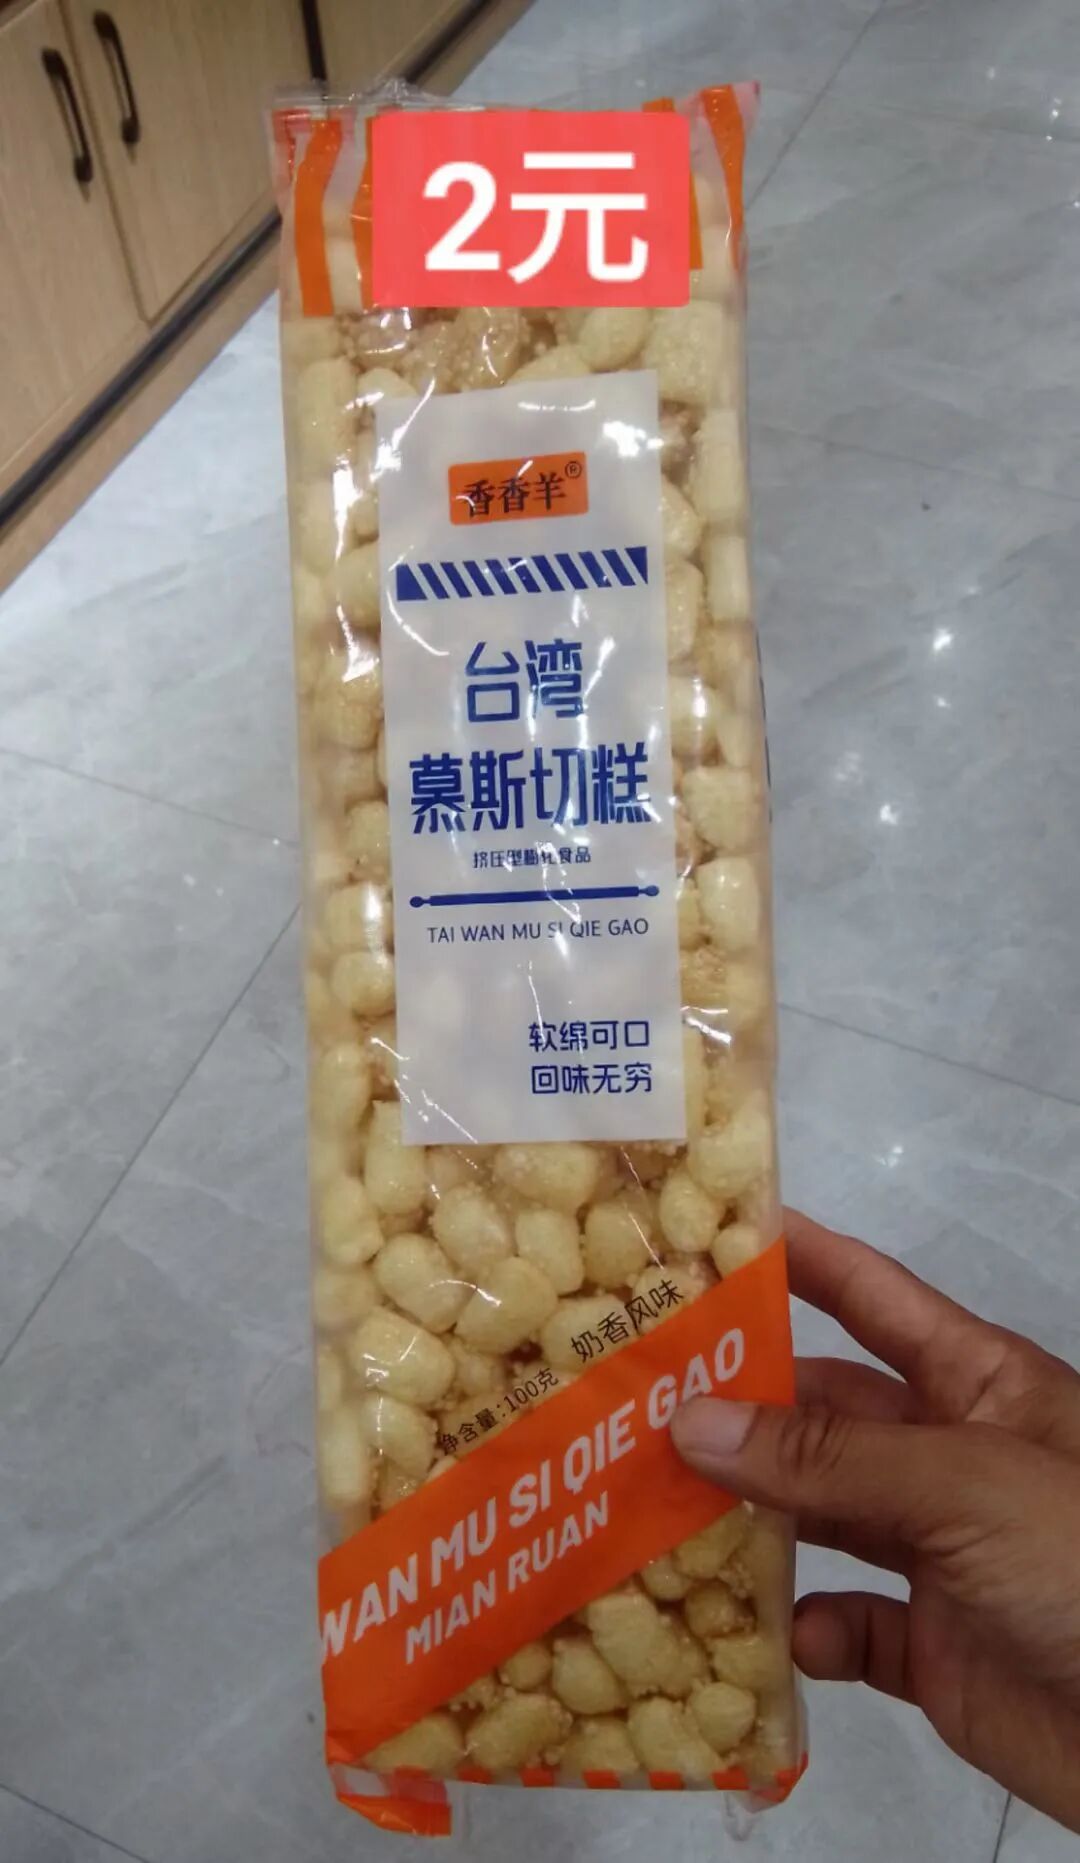 2元
香香羊®
台湾
慕斯切糕
挤压型膨化食品
TAI WAN MU SI QIE GAO
软绵可口
回味无穷
净含量:100克 奶香风味
WAN MU SI QIE GAO
MIAN RUAN